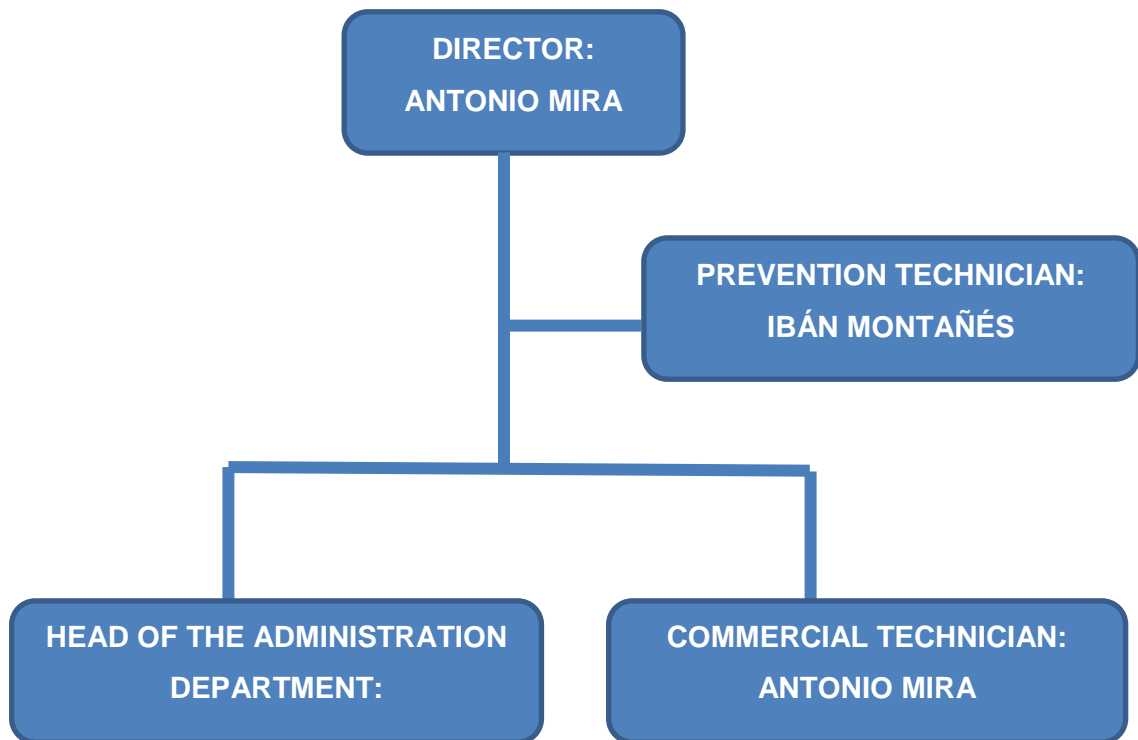 DIRECTOR:
ANTONIO MIRA
PREVENTION TECHNICIAN:
IBÁN MONTAÑÉS
HEAD OF THE ADMINISTRATION
DEPARTMENT:
COMMERCIAL TECHNICIAN:
ANTONIO MIRA